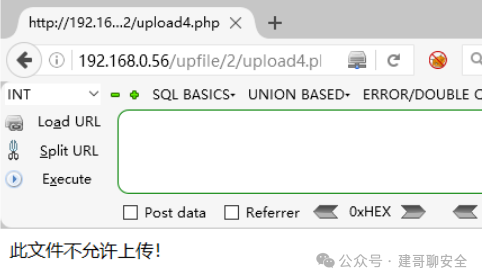 http://192.16...2/upload4.php
192.168.0.56/upfile/2/upload4.pl
INT SQL BASICS UNION BASED ERROR/DOUBLE
Load URL
Split URL
Execute
Post data Referrer 0xHEX
此文件不允许上传!
公众号 · 建哥聊安全